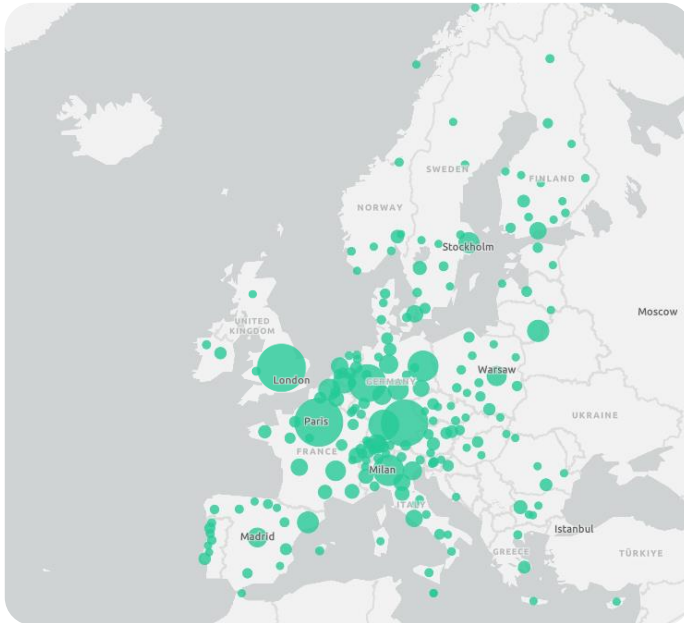 SWEDEN
FINLAND
NORWAY
Stockholm
Moscow
UNITED
KINGDOM
London
GERMANY
Warsaw
UKRAINE
Paris
FRANCE
Milan
ITALY
Madrid
Istanbul
GREECE
TÜRKIYE